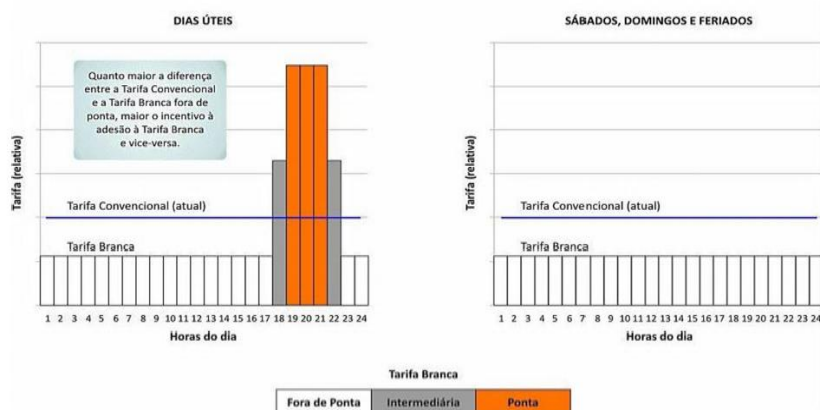 DIAS ÚTEIS
Quanto maior a diferença
entre a Tarifa Convencional
e a Tarifa Branca fora de
ponta, maior o incentivo à
adesão à Tarifa Branca
e vice-versa.
Tarifa (relativa)
Tarifa Convencional (atual)
Tarifa Branca
1 2 3 4 5 6 7 8 9 10 11 12 13 14 15 16 17 18 19 20 21 22 23 24
Horas do dia
SÁBADOS, DOMINGOS E FERIADOS
Tarifa (relativa)
Tarifa Convencional (atual)
Tarifa Branca
1 2 3 4 5 6 7 8 9 10 11 12 13 14 15 16 17 18 19 20 21 22 23 24
Horas do dia
Tarifa Branca
Fora de Ponta Intermediária Ponta